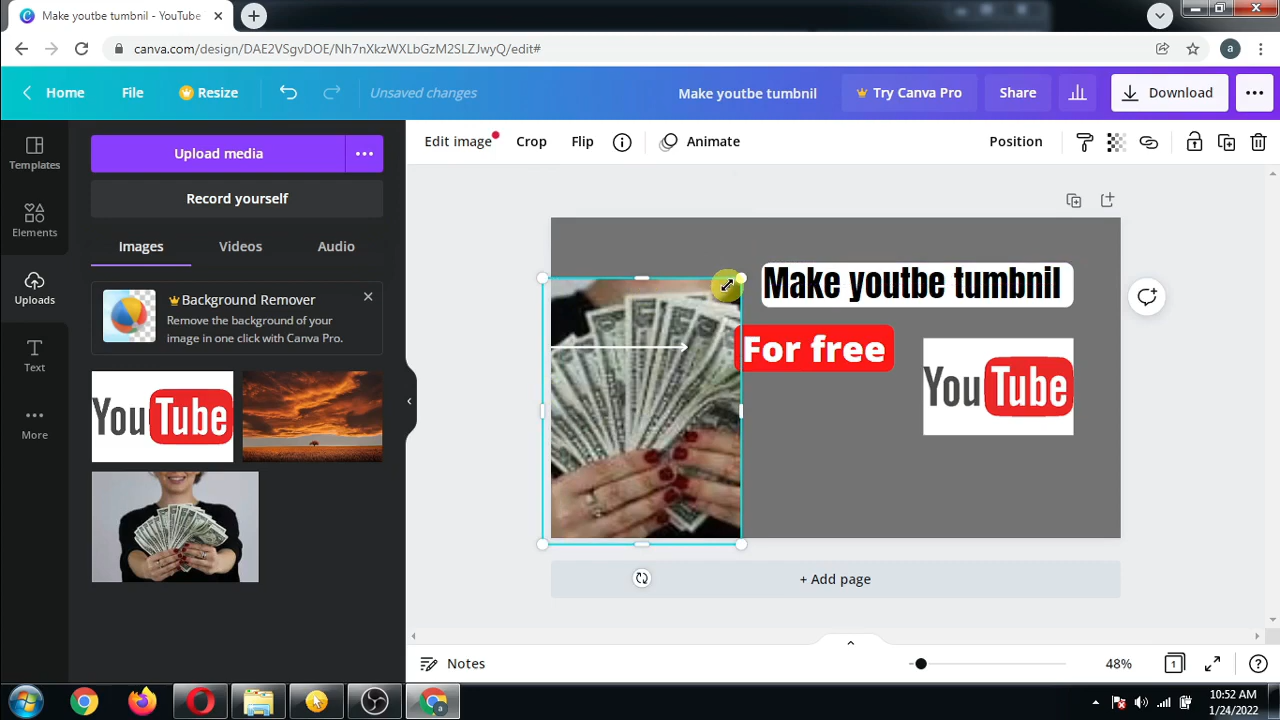 Make youtbe tumbnil - YouTube
canva.com/design/DAE2VSgvDOE/Nh7nXkzWXLbGzM2SLZJwyQ/edit#
a
Home
File
Resize
Unsaved changes
Make youtbe tumbnil
Try Canva Pro
Share
Download
Templates
Elements
Uploads
Text
More
Upload media
Record yourself
Images
Videos
Audio
Background Remover
Remove the background of your
image in one click with Canva Pro.
YouTube
Edit image
Crop
Flip
Animate
Position
Make youtbe tumbnil
For free
YouTube
+ Add page
Notes
48%
1
10:52 AM
1/24/2022